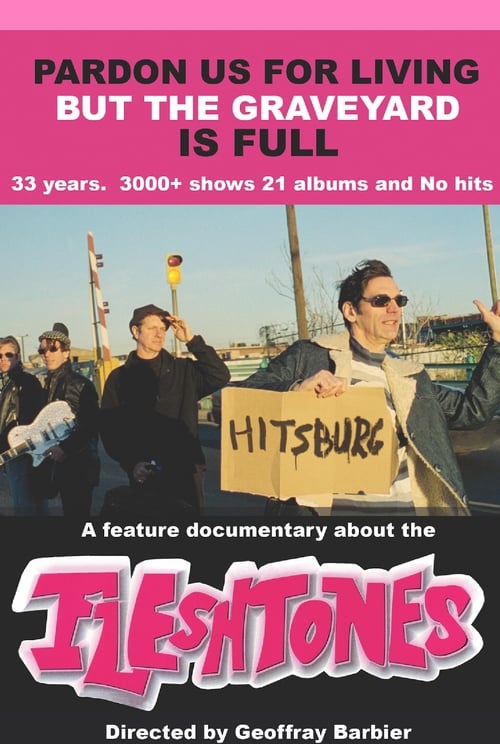 PARDON US FOR LIVING
BUT THE GRAVEYARD
IS FULL
33 years.  3000+ shows 21 albums and No hits
HITSBURG
A feature documentary about the
FLESHTONES
Directed by Geoffray Barbier